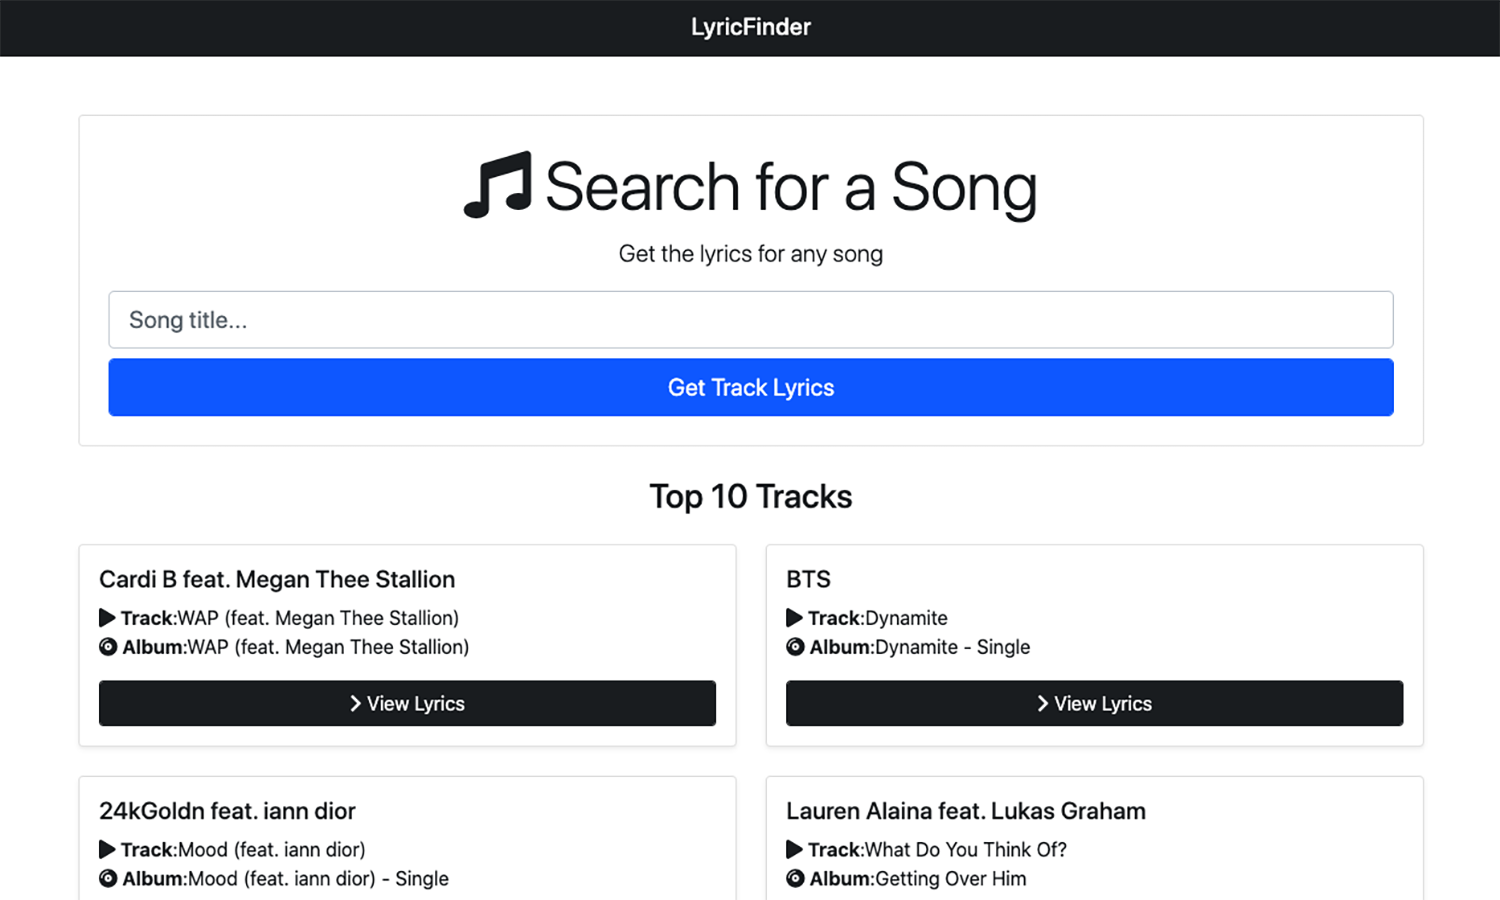 LyricFinder
Search for a Song
Get the lyrics for any song
Song title...
Get Track Lyrics
Top 10 Tracks
Cardi B feat. Megan Thee Stallion
Track:WAP (feat. Megan Thee Stallion)
Album:WAP (feat. Megan Thee Stallion)
View Lyrics
BTS
Track:Dynamite
Album:Dynamite - Single
View Lyrics
24kGoldn feat. iann dior
Track:Mood (feat. iann dior)
Album:Mood (feat. iann dior) - Single
Lauren Alaina feat. Lukas Graham
Track:What Do You Think Of?
Album:Getting Over Him